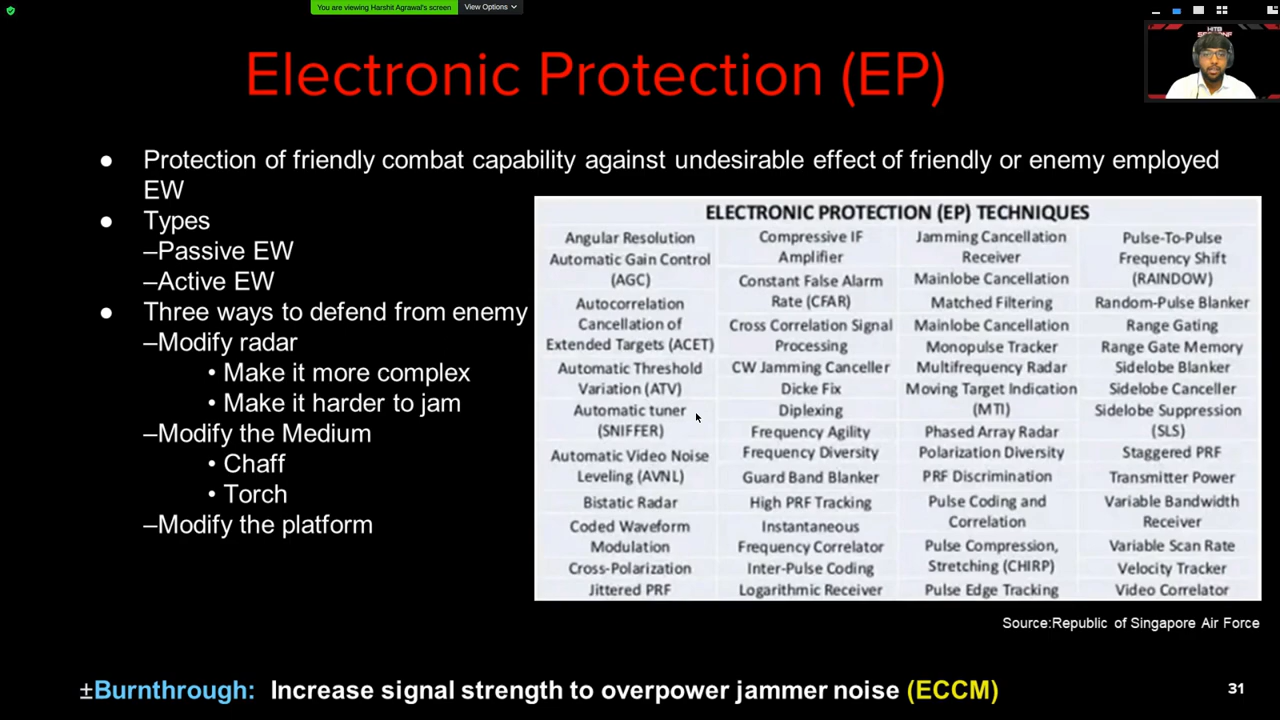 You are viewing Harshit Agrawal's screen
View Options
Electronic Protection (EP)
● Protection of friendly combat capability against undesirable effect of friendly or enemy employed
EW
● Types
–Passive EW
–Active EW
● Three ways to defend from enemy
–Modify radar
• Make it more complex
• Make it harder to jam
–Modify the Medium
• Chaff
• Torch
–Modify the platform
ELECTRONIC PROTECTION (EP) TECHNIQUES
Angular Resolution
Automatic Gain Control
(AGC)
Autocorrelation
Cancellation of
Extended Targets (ACET)
Automatic Threshold
Variation (ATV)
Automatic tuner
(SNIFFER)
Automatic Video Noise
Leveling (AVNL)
Bistatic Radar
Coded Waveform
Modulation
Cross-Polarization
Jittered PRF
Compressive IF
Amplifier
Constant False Alarm
Rate (CFAR)
Cross Correlation Signal
Processing
CW Jamming Canceller
Dicke Fix
Diplexing
Frequency Agility
Frequency Diversity
Guard Band Blanker
High PRF Tracking
Instantaneous
Frequency Correlator
Inter-Pulse Coding
Logarithmic Receiver
Jamming Cancellation
Receiver
Mainlobe Cancellation
Matched Filtering
Mainlobe Cancellation
Monopulse Tracker
Multifrequency Radar
Moving Target Indication
(MTI)
Phased Array Radar
Polarization Diversity
PRF Discrimination
Pulse Coding and
Correlation
Pulse Compression,
Stretching (CHIRP)
Pulse Edge Tracking
Pulse-To-Pulse
Frequency Shift
(RAINDOW)
Random-Pulse Blanker
Range Gating
Range Gate Memory
Sidelobe Blanker
Sidelobe Canceller
Sidelobe Suppression
(SLS)
Staggered PRF
Transmitter Power
Variable Bandwidth
Receiver
Variable Scan Rate
Velocity Tracker
Video Correlator
Source:Republic of Singapore Air Force
±Burnthrough: Increase signal strength to overpower jammer noise (ECCM)
31